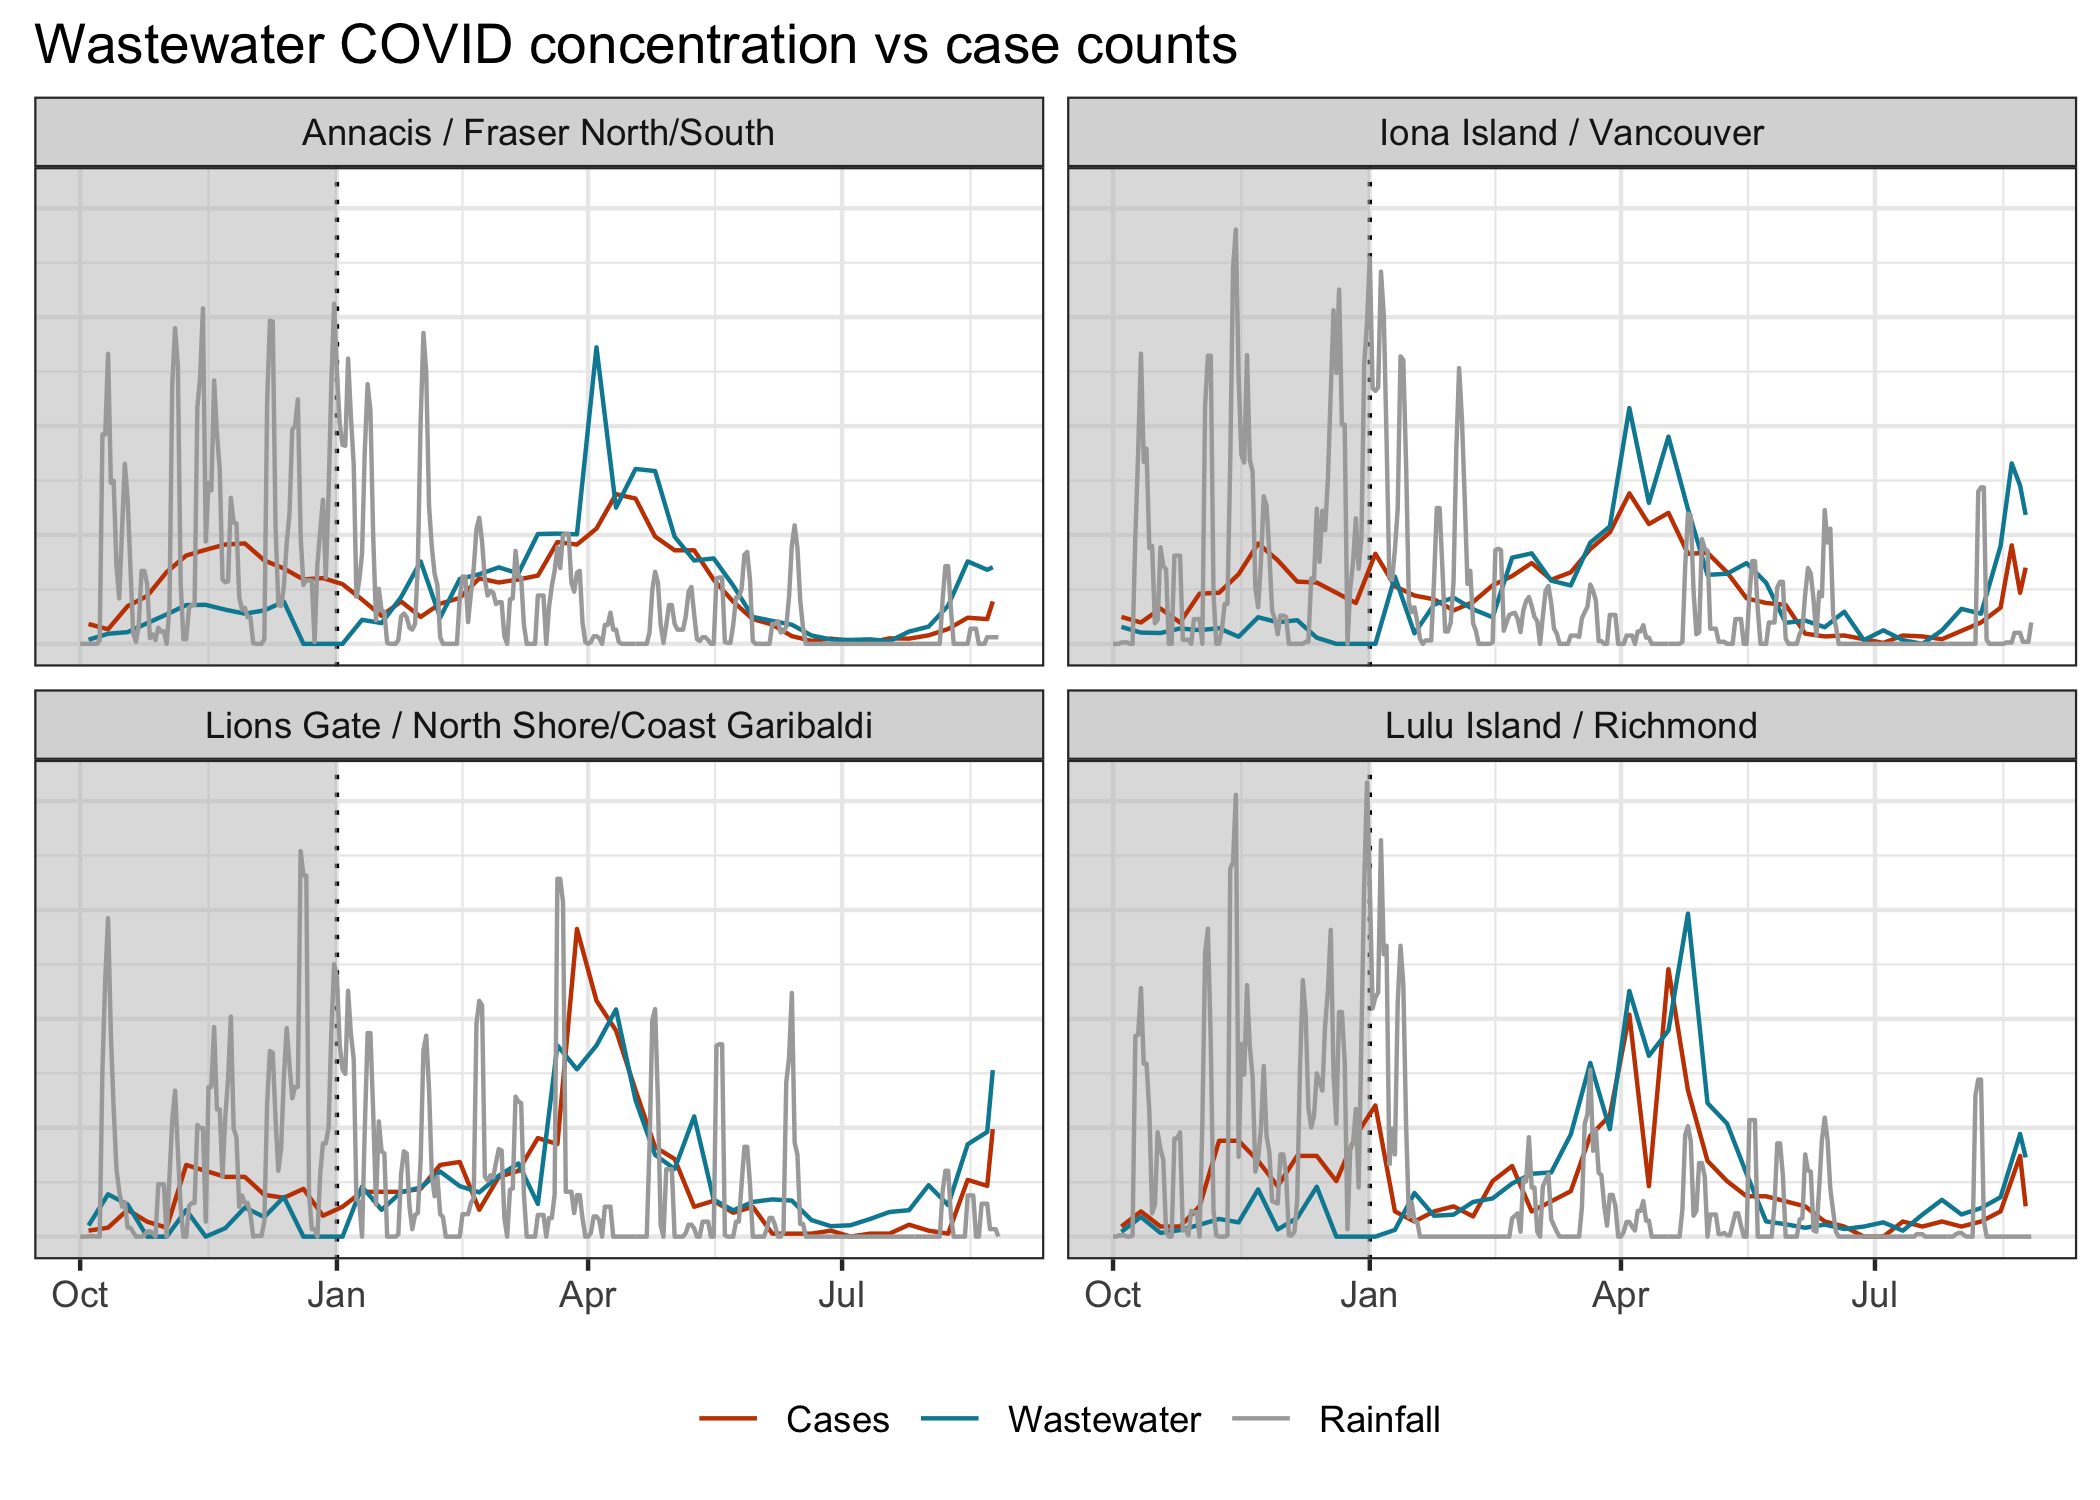 Wastewater COVID concentration vs case counts
Annacis / Fraser North/South
Iona Island / Vancouver
Lions Gate / North Shore/Coast Garibaldi
Lulu Island / Richmond
Oct Jan Apr Jul
Oct Jan Apr Jul
Cases Wastewater Rainfall